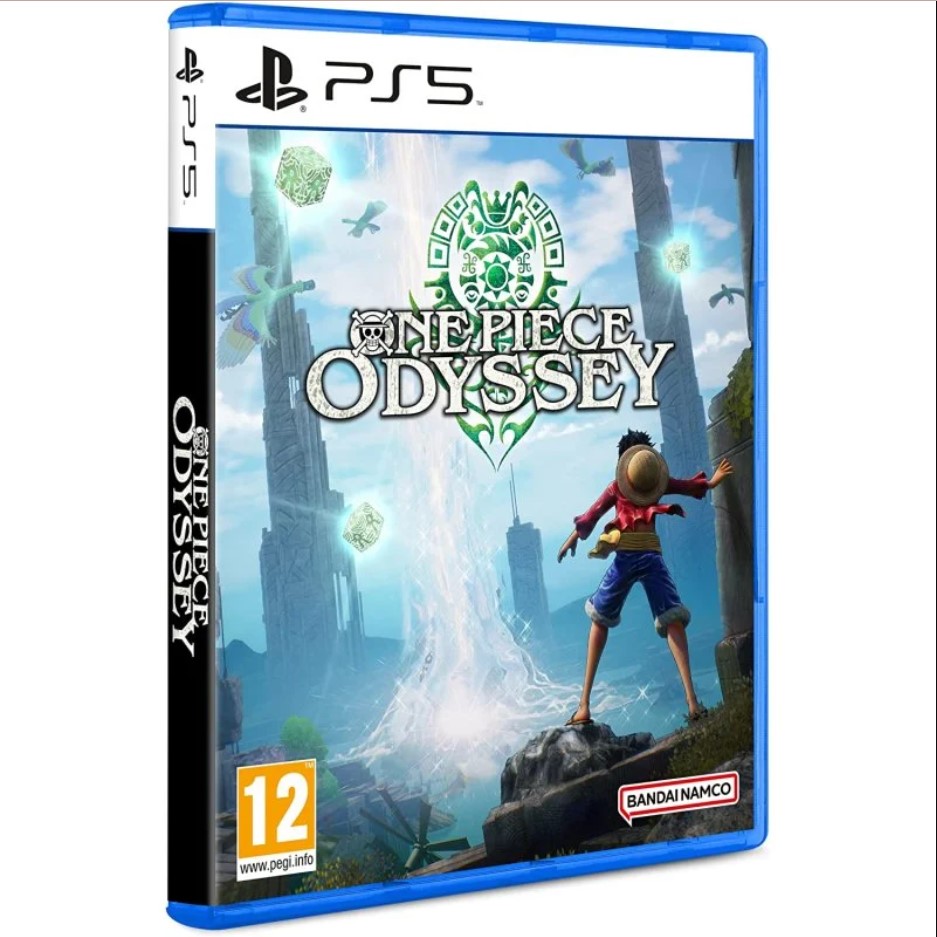 PS5
PS5
ONE PIECE
ODYSSEY
ONE PIECE
ODYSSEY
12
www.pegi.info
BANDAI NAMCO